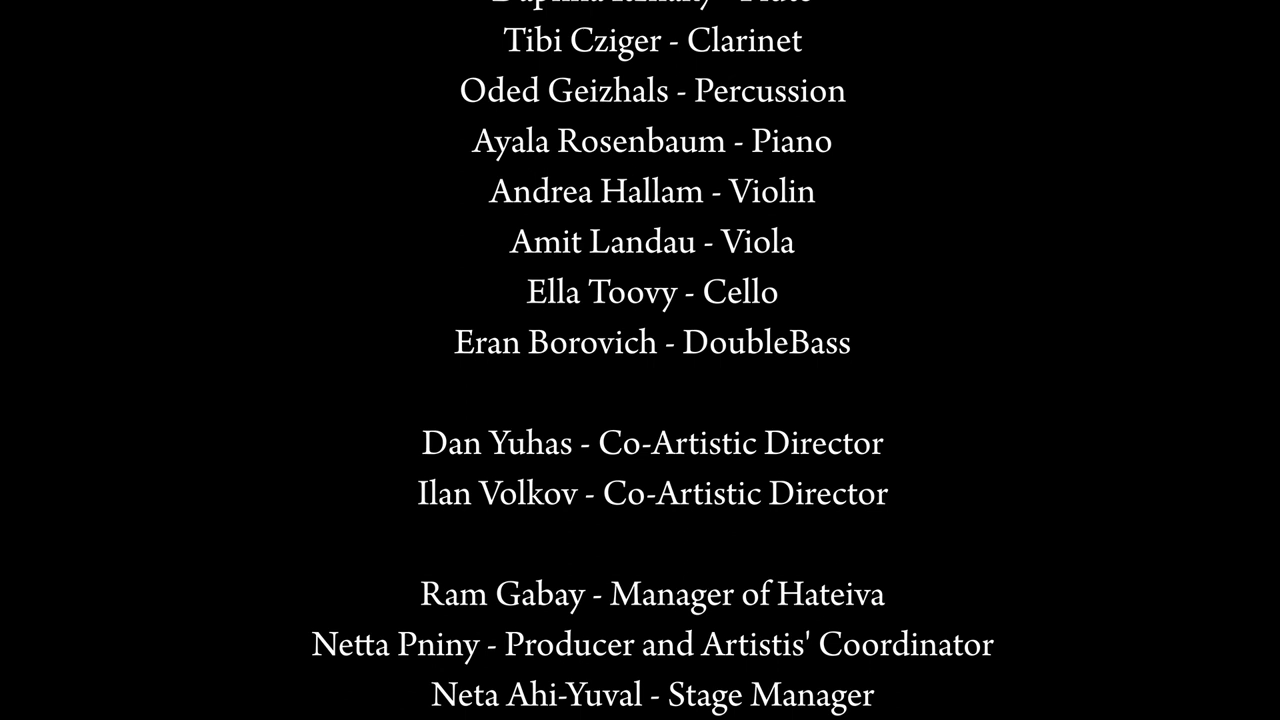 Tibi Cziger - Clarinet
Oded Geizhals - Percussion
Ayala Rosenbaum - Piano
Andrea Hallam - Violin
Amit Landau - Viola
Ella Toovy - Cello
Eran Borovich - DoubleBass
Dan Yuhas - Co-Artistic Director
Ilan Volkov - Co-Artistic Director
Ram Gabay - Manager of Hateiva
Netta Pniny - Producer and Artistis' Coordinator
Neta Ahi-Yuval - Stage Manager